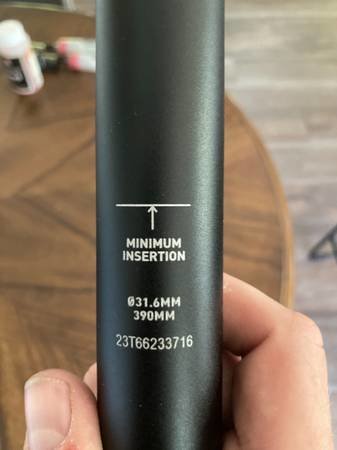 MINIMUM
INSERTION
Ø31.6MM
390MM
23T66233716